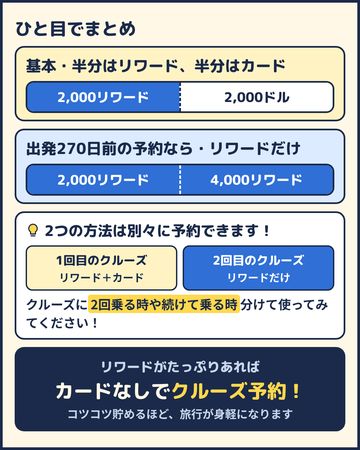 ひと目でまとめ
基本・半分はリワード、半分はカード
2,000リワード
2,000ドル
出発270日前の予約なら・リワードだけ
2,000リワード
4,000リワード
2つの方法は別々に予約できます！
1回目のクルーズ
リワード＋カード
2回目のクルーズ
リワードだけ
クルーズに2回乗る時や続けて乗る時分けて使ってみ
てください！
リワードがたっぷりあれば
カードなしでクルーズ予約！
コツコツ貯めるほど、旅行が身軽になります